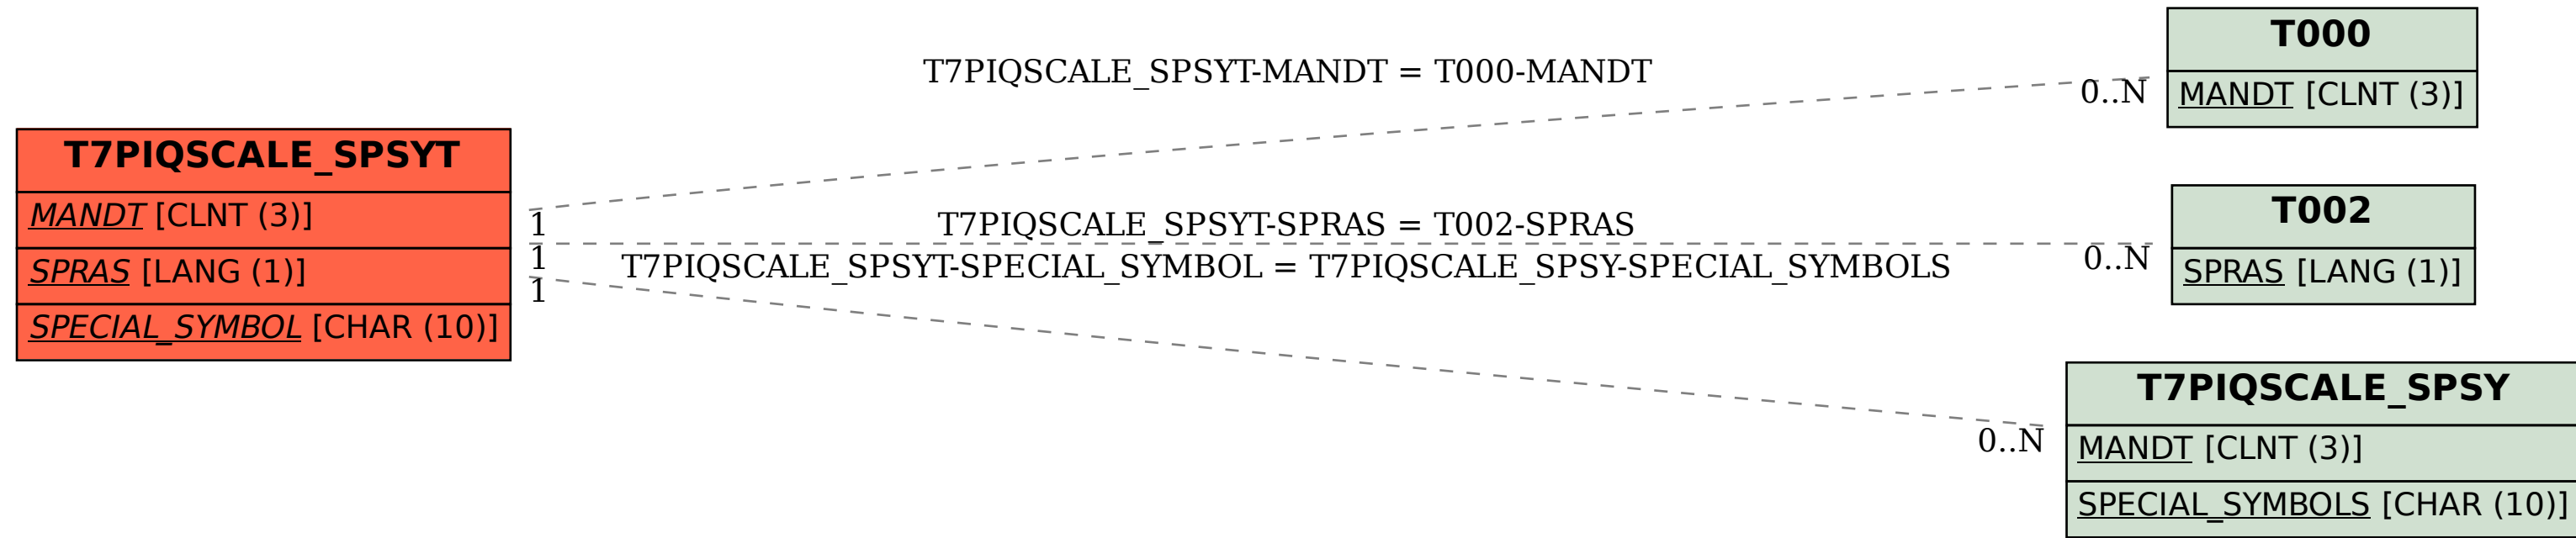 T7PIQSCALE_SPSYT
MANDT [CLNT (3)]
SPRAS [LANG (1)]
SPECIAL_SYMBOL [CHAR (10)]
T7PIQSCALE_SPSYT-MANDT = T000-MANDT
1
0..N
T7PIQSCALE_SPSYT-SPRAS = T002-SPRAS
1
0..N
T7PIQSCALE_SPSYT-SPECIAL_SYMBOL = T7PIQSCALE_SPSY-SPECIAL_SYMBOLS
1
0..N
T000
MANDT [CLNT (3)]
T002
SPRAS [LANG (1)]
T7PIQSCALE_SPSY
MANDT [CLNT (3)]
SPECIAL_SYMBOLS [CHAR (10)]